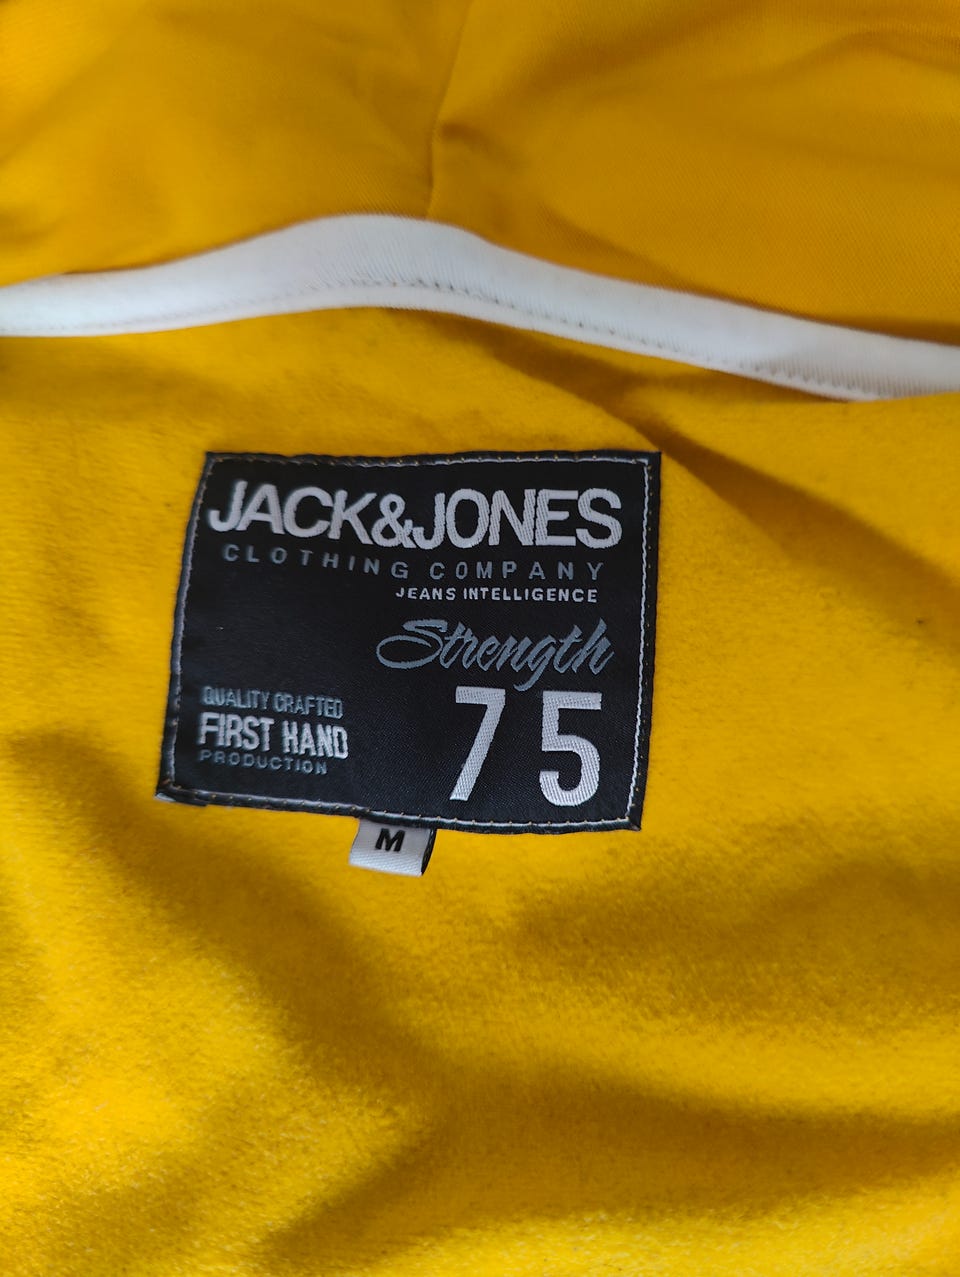 JACK&JONES
CLOTHING COMPANY
JEANS INTELLIGENCE
Strength
75
QUALITY CRAFTED
FIRST HAND
PRODUCTION
M